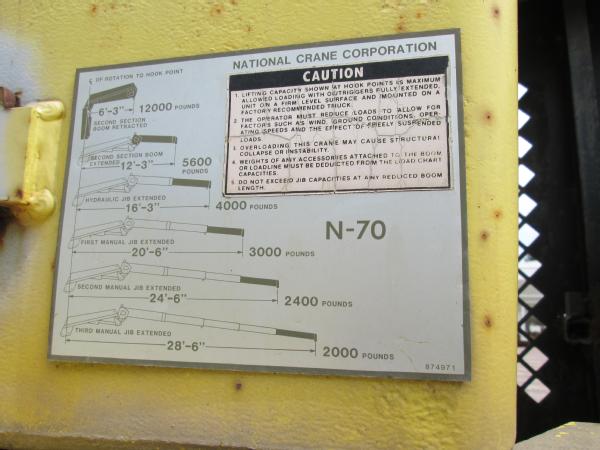 NATIONAL CRANE CORPORATION
℄ OF ROTATION TO HOOK POINT
CAUTION
1. LIFTING CAPACITY SHOWN AT HOOK POINTS IS MAXIMUM
ALLOWED LOADING WITH OUTRIGGERS FULLY EXTENDED,
UNIT ON A FIRM LEVEL SURFACE AND MOUNTED ON A
FACTORY RECOMMENDED TRUCK.
2. THE OPERATOR MUST REDUCE LOADS TO ALLOW FOR
FACTORS SUCH AS WIND, GROUND CONDITIONS, OPER-
ATING SPEEDS AND THE EFFECT OF FREELY SUSPENDED
LOADS.
3. OVERLOADING THIS CRANE MAY CAUSE STRUCTURAL
COLLAPSE OR INSTABILITY.
4. WEIGHTS OF ANY ACCESSORIES ATTACHED TO THE BOOM
OR LOADLINE MUST BE DEDUCTED FROM THE LOAD CHART
CAPACITIES.
5. DO NOT EXCEED JIB CAPACITIES AT ANY REDUCED BOOM
LENGTH.
6'-3" 12000 POUNDS
SECOND SECTION
BOOM RETRACTED
SECOND SECTION BOOM
EXTENDED
12'-3" 5600
POUNDS
HYDRAULIC JIB EXTENDED
16'-3" 4000 POUNDS
FIRST MANUAL JIB EXTENDED
20'-6" 3000 POUNDS
N-70
SECOND MANUAL JIB EXTENDED
24'-6" 2400 POUNDS
THIRD MANUAL JIB EXTENDED
28'-6" 2000 POUNDS
874971